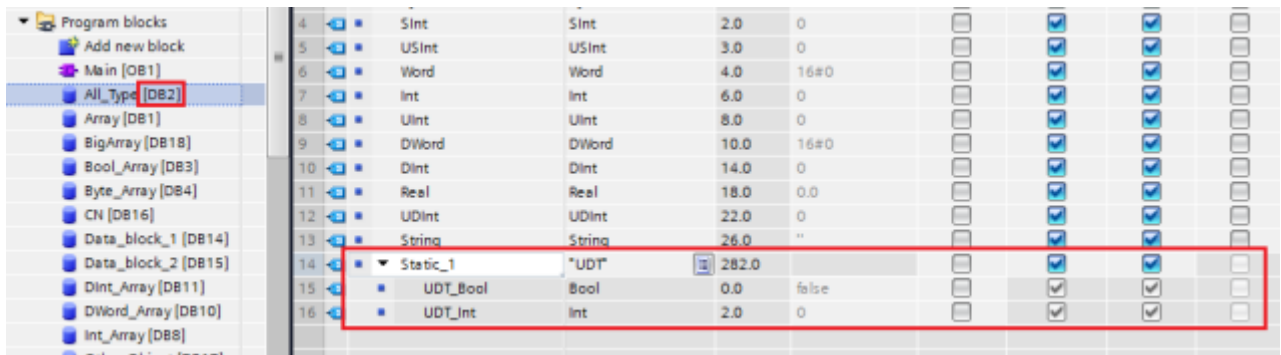 Program blocks
Add new block
Main [OB1]
All_Type [DB2]
Array [DB1]
BigArray [DB18]
Bool_Array [DB3]
Byte_Array [DB4]
CN [DB16]
Data_block_1 [DB14]
Data_block_2 [DB15]
DInt_Array [DB11]
DWord_Array [DB10]
Int_Array [DB8]
4 SInt SInt 2.0 0
5 USInt USInt 3.0 0
6 Word Word 4.0 16#0
7 Int Int 6.0 0
8 UInt UInt 8.0 0
9 DWord DWord 10.0 16#0
10 DInt DInt 14.0 0
11 Real Real 18.0 0.0
12 UDInt UDInt 22.0 0
13 String String 26.0 ''
14 Static_1 "UDT" 282.0
15 UDT_Bool Bool 0.0 false
16 UDT_Int Int 2.0 0